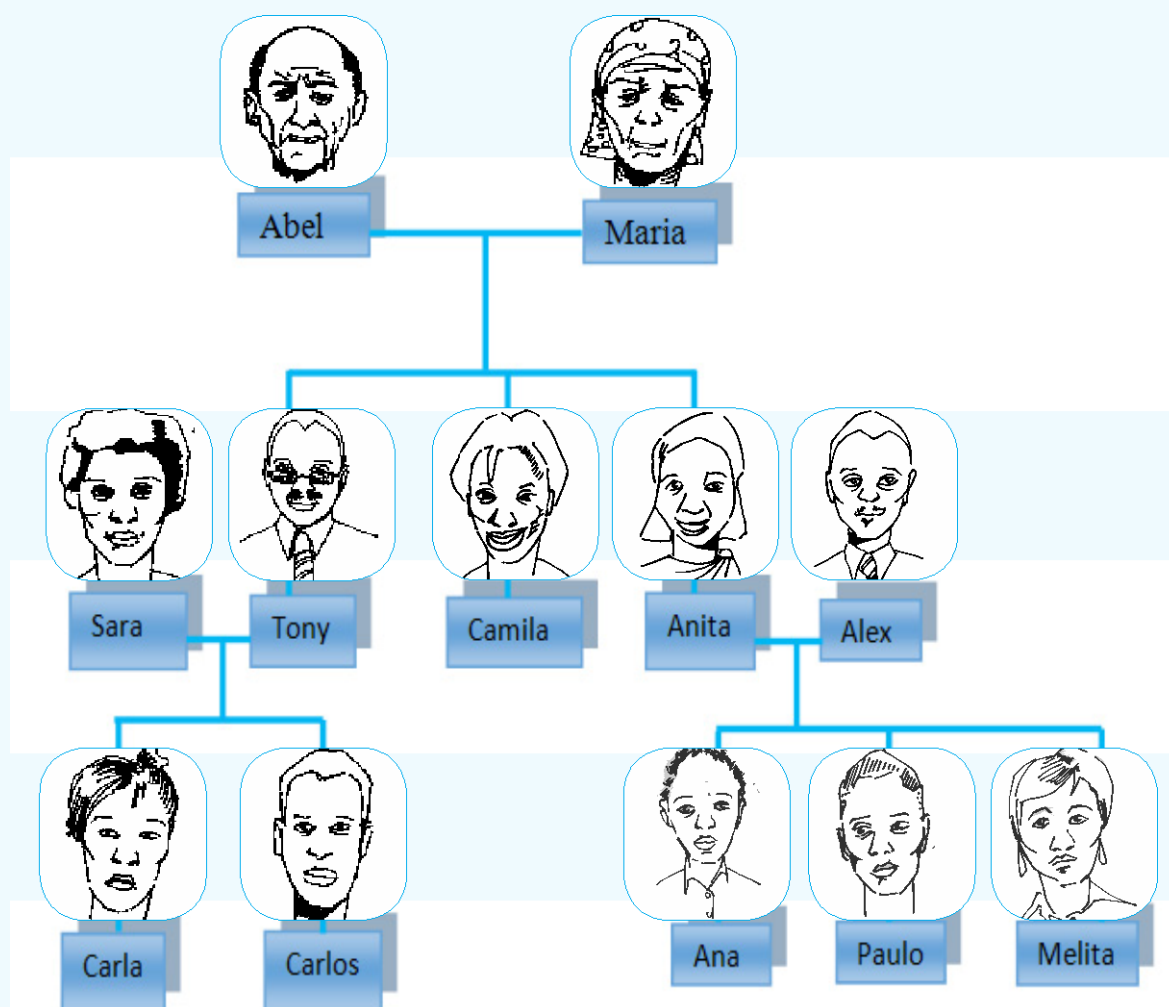 Abel
Maria
Sara
Tony
Camila
Anita
Alex
Carla
Carlos
Ana
Paulo
Melita